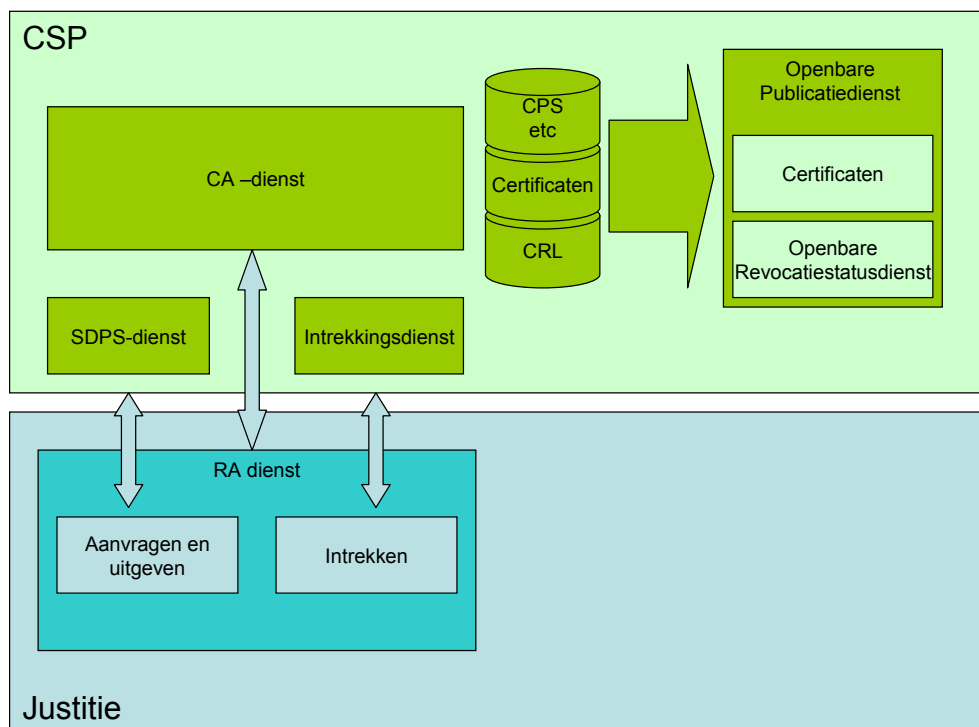 CSP
CA –dienst
CPS
etc
Certificaten
CRL
Openbare
Publicatiedienst
Certificaten
Openbare
Revocatiestatusdienst
SDPS-dienst
Intrekkingsdienst
RA dienst
Aanvragen en
uitgeven
Intrekken
Justitie